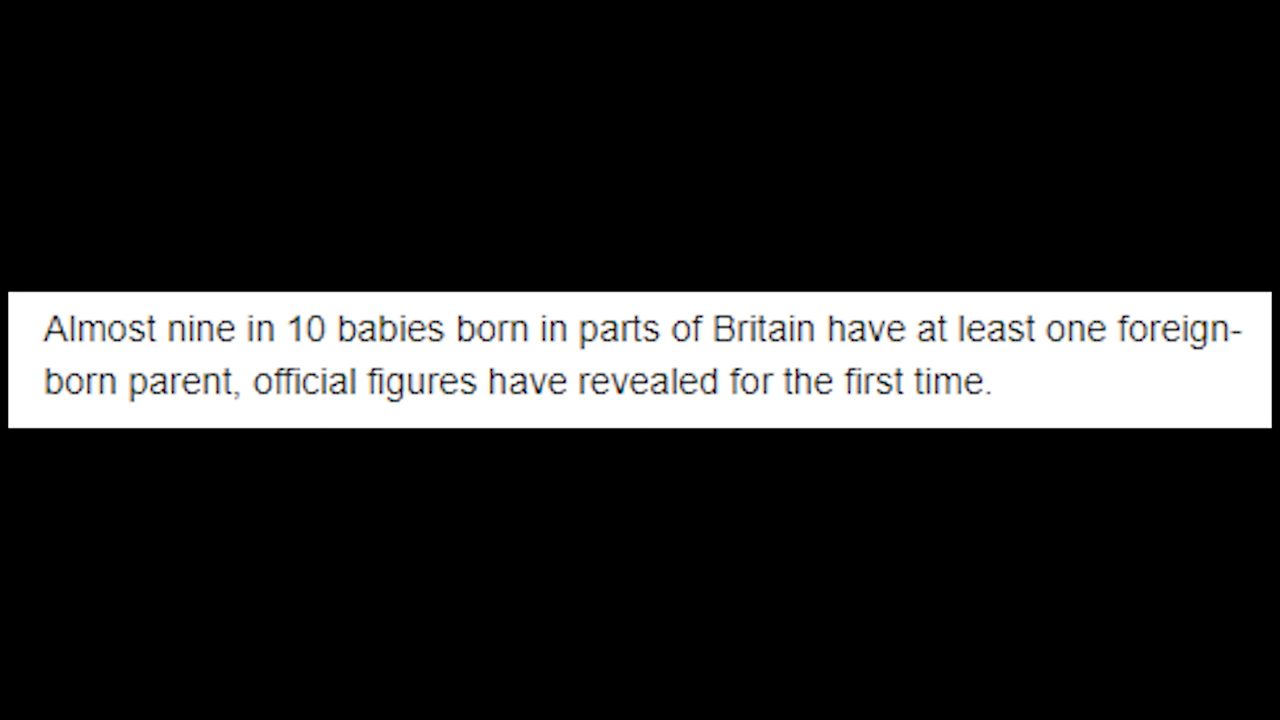 Almost nine in 10 babies born in parts of Britain have at least one foreign-
born parent, official figures have revealed for the first time.